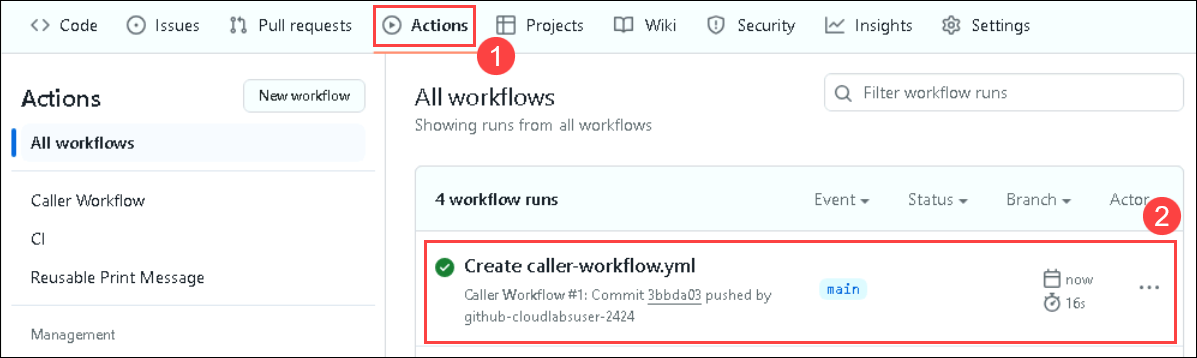 Code Issues Pull requests Actions Projects Wiki Security Insights Settings
1
Actions New workflow
All workflows
Caller Workflow
CI
Reusable Print Message
Management
All workflows
Filter workflow runs
Showing runs from all workflows
4 workflow runs Event Status Branch Actor
2
Create caller-workflow.yml
Caller Workflow #1: Commit 3bbda03 pushed by
github-cloudlabsuser-2424
main
now
16s